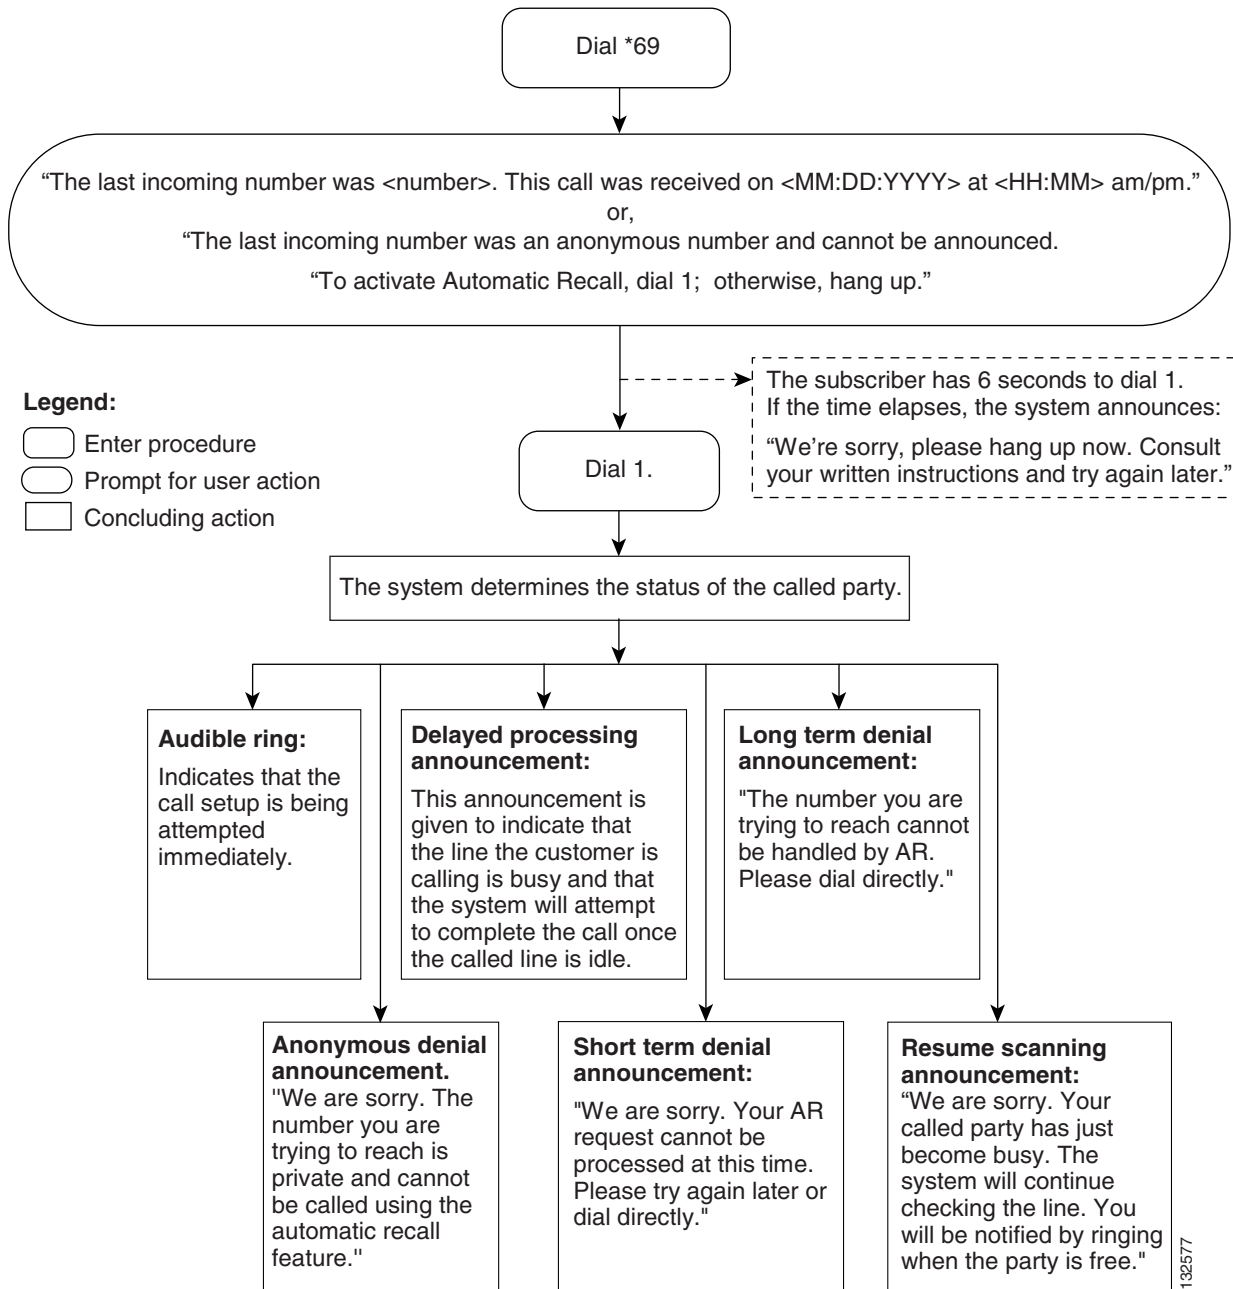 Dial *69
“The last incoming number was <number>. This call was received on <MM:DD:YYYY> at <HH:MM> am/pm.”
or,
“The last incoming number was an anonymous number and cannot be announced.
“To activate Automatic Recall, dial 1; otherwise, hang up.”
The subscriber has 6 seconds to dial 1.
If the time elapses, the system announces:
“We’re sorry, please hang up now. Consult
your written instructions and try again later.”
Legend:
Enter procedure
Prompt for user action
Concluding action
Dial 1.
The system determines the status of the called party.
Audible ring:
Indicates that the
call setup is being
attempted
immediately.
Delayed processing
announcement:
This announcement is
given to indicate that
the line the customer is
calling is busy and that
the system will attempt
to complete the call once
the called line is idle.
Long term denial
announcement:
"The number you are
trying to reach cannot
be handled by AR.
Please dial directly."
Anonymous denial
announcement.
"We are sorry. The
number you are
trying to reach is
private and cannot
be called using the
automatic recall
feature."
Short term denial
announcement:
"We are sorry. Your AR
request cannot be
processed at this time.
Please try again later or
dial directly."
Resume scanning
announcement:
“We are sorry. Your
called party has just
become busy. The
system will continue
checking the line. You
will be notified by ringing
when the party is free."
132577